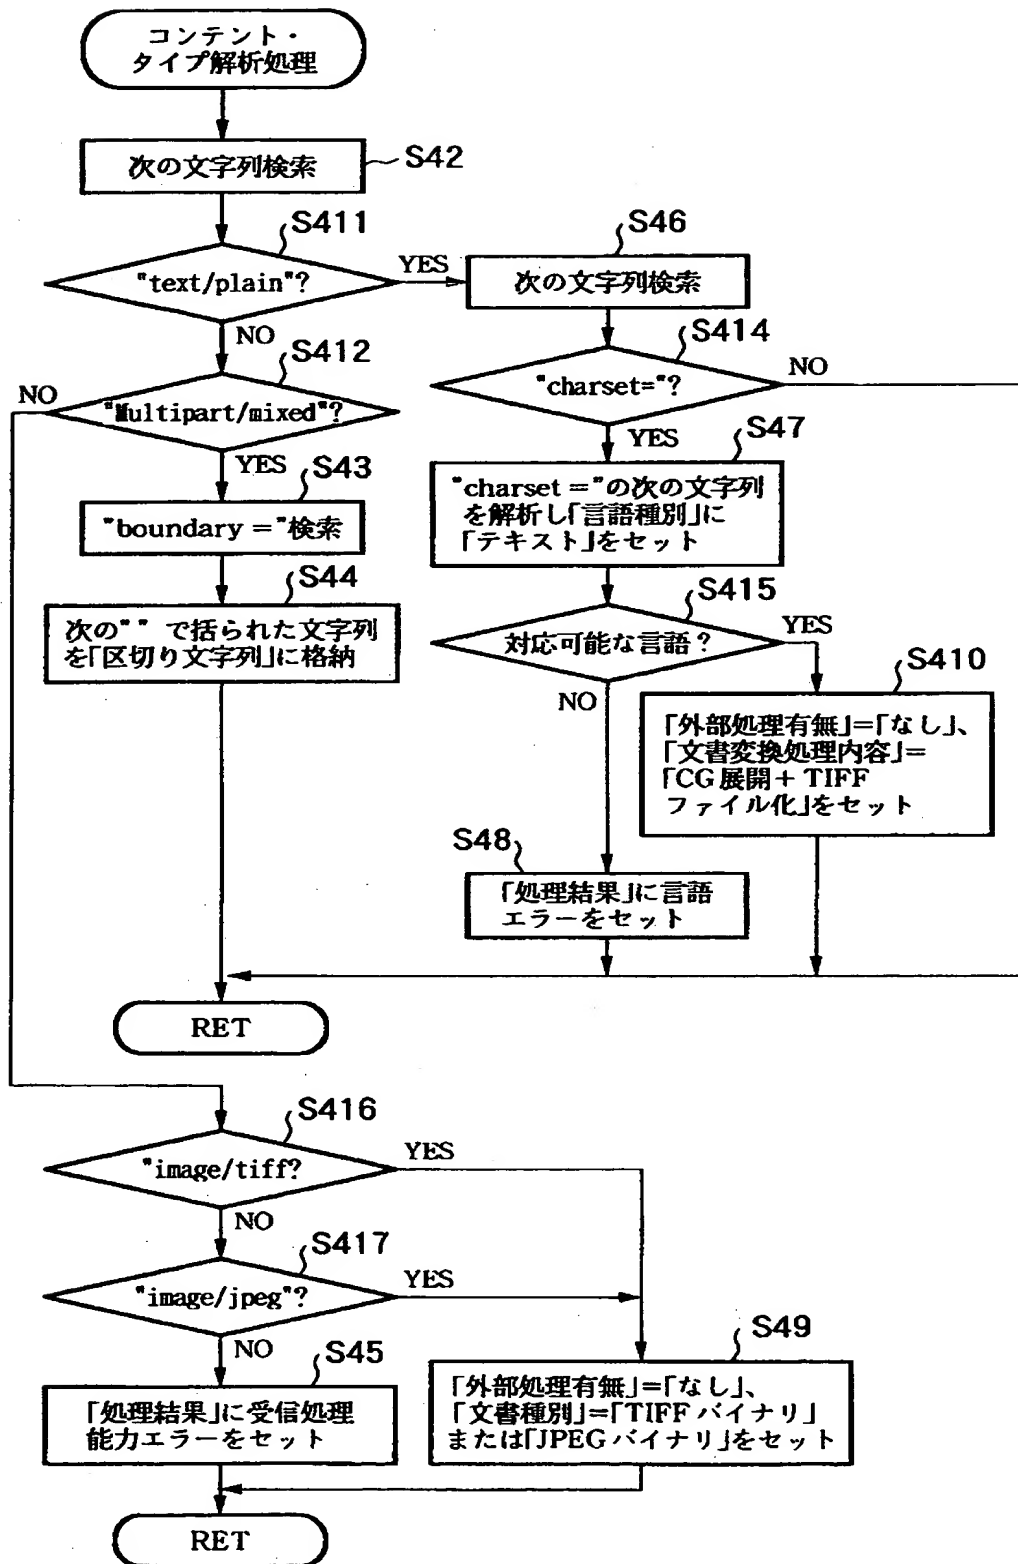 コンテント・
タイプ解析処理
次の文字列検索
S42
S411
"text/plain"?
YES
NO
S46
次の文字列検索
S414
"charset="?
NO
YES
S412
"Multipart/mixed"?
NO
YES
S43
"boundary ="検索
S44
次の" " で括られた文字列
を「区切り文字列」に格納
S47
"charset ="の次の文字列
を解析し「言語種別」に
「テキスト」をセット
S415
対応可能な言語?
YES
NO
S410
「外部処理有無」=「なし」、
「文書変換処理内容」=
「CG展開+TIFF
ファイル化」をセット
S48
「処理結果」に言語
エラーをセット
RET
S416
"image/tiff?
YES
NO
S417
"image/jpeg"?
YES
NO
S45
「処理結果」に受信処理
能力エラーをセット
S49
「外部処理有無」=「なし」、
「文書種別」=「TIFFバイナリ」
または「JPEGバイナリ」をセット
RET